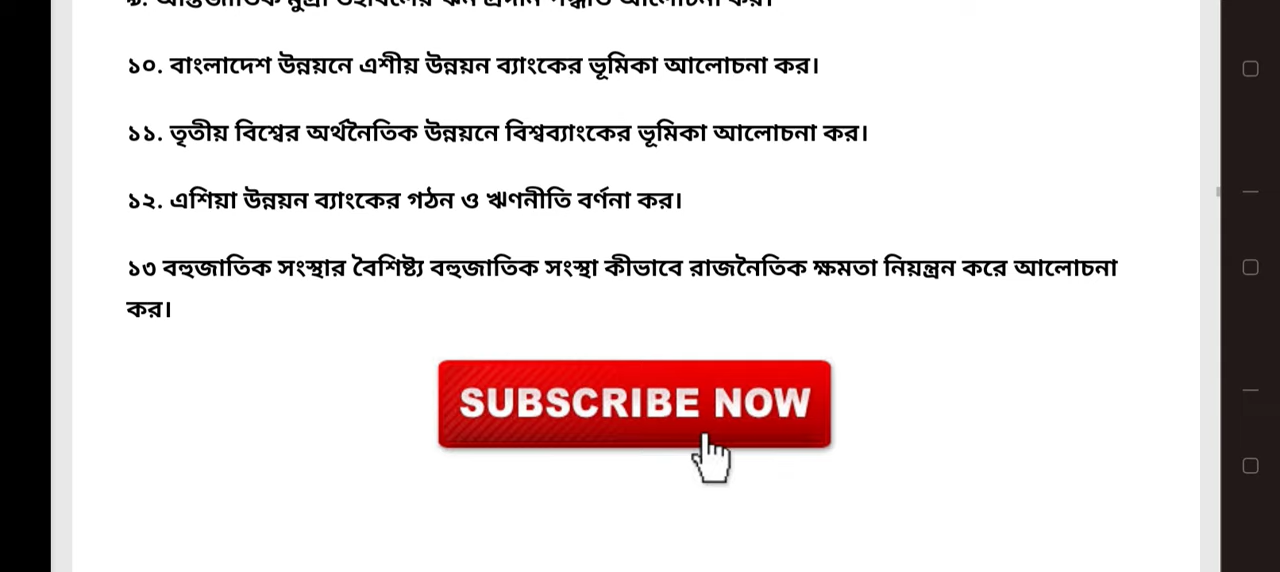 ১০. বাংলাদেশ উন্নয়নে এশীয় উন্নয়ন ব্যাংকের ভূমিকা আলোচনা কর।
১১. তৃতীয় বিশ্বের অর্থনৈতিক উন্নয়নে বিশ্বব্যাংকের ভূমিকা আলোচনা কর।
১২. এশিয়া উন্নয়ন ব্যাংকের গঠন ও ঋণনীতি বর্ণনা কর।
১৩ বহুজাতিক সংস্থার বৈশিষ্ট্য বহুজাতিক সংস্থা কীভাবে রাজনৈতিক ক্ষমতা নিয়ন্ত্রন করে আলোচনা
কর।
SUBSCRIBE NOW